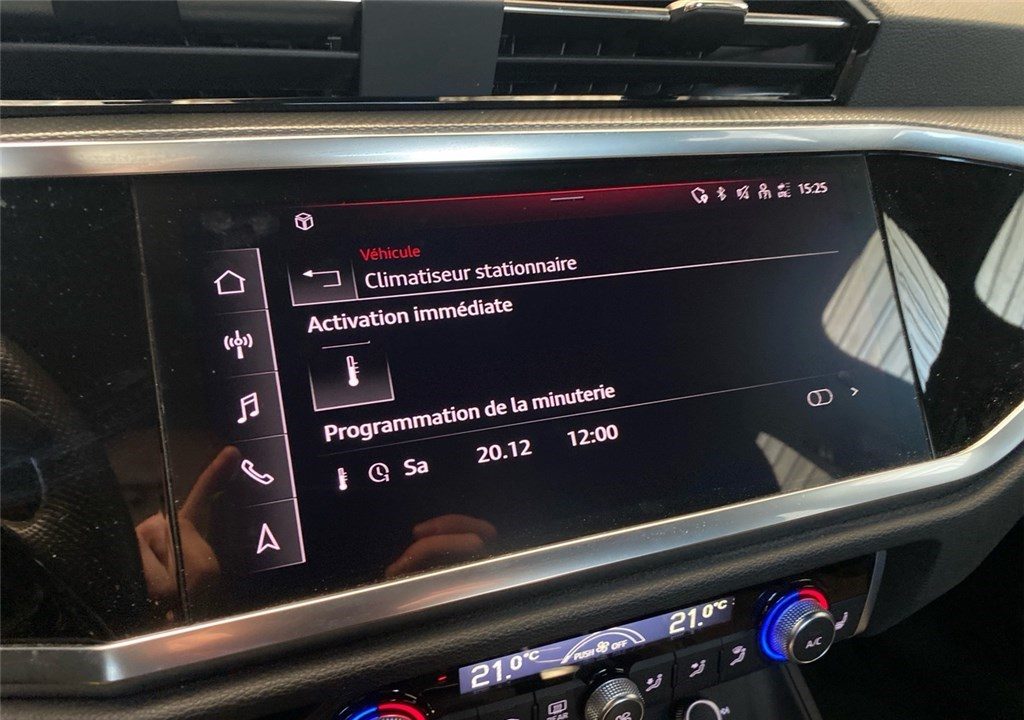 15:25
Véhicule
Climatiseur stationnaire
Activation immédiate
Programmation de la minuterie
Sa 20.12 12:00
21.0°C PUSH OFF 21.0°C
A/C
REAR